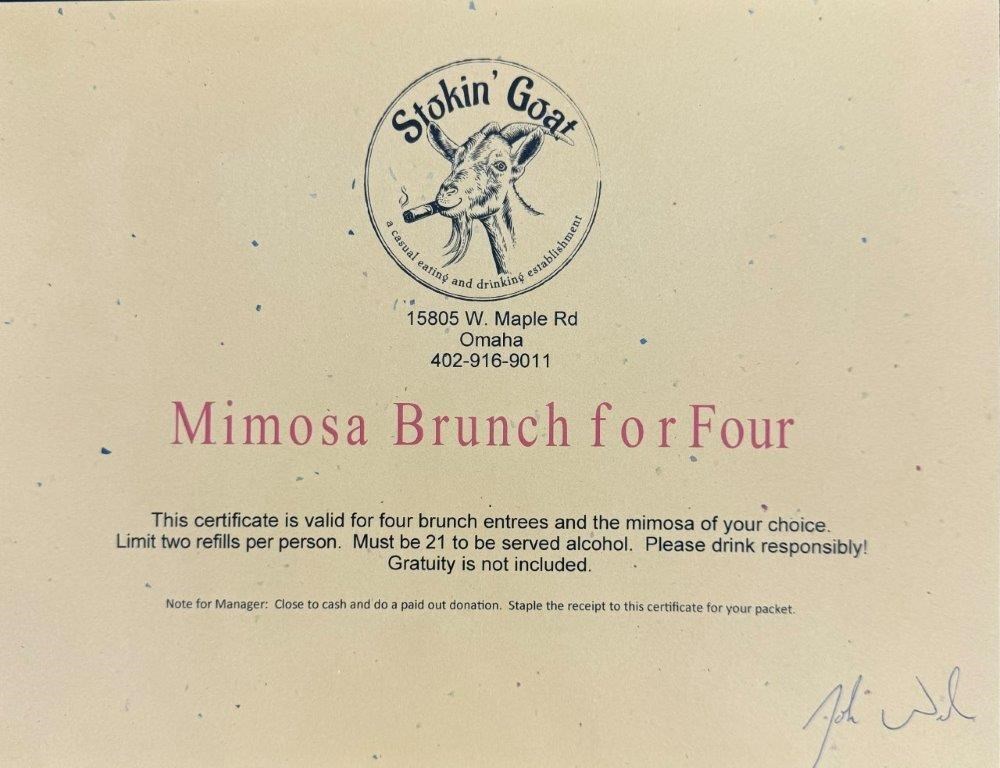 Stokin' Goat
a casual eating and drinking establishment
15805 W. Maple Rd
Omaha
402-916-9011
Mimosa Brunch for Four
This certificate is valid for four brunch entrees and the mimosa of your choice.
Limit two refills per person.  Must be 21 to be served alcohol.  Please drink responsibly!
Gratuity is not included.
Note for Manager:  Close to cash and do a paid out donation.  Staple the receipt to this certificate for your packet.